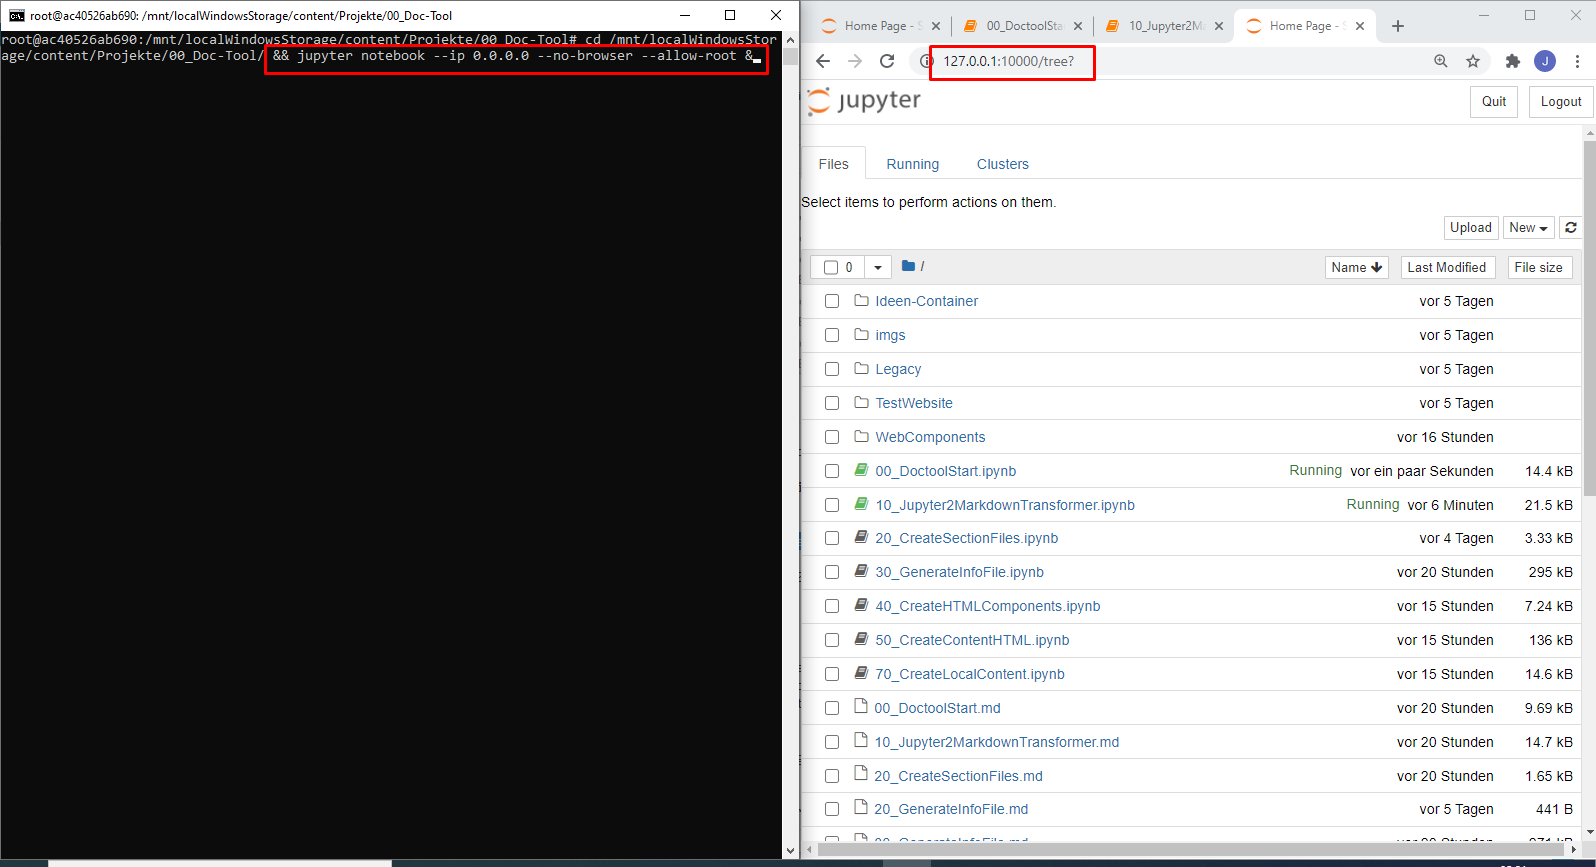 root@ac40526ab690: /mnt/localWindowsStorage/content/Projekte/00_Doc-Tool
root@ac40526ab690:/mnt/localWindowsStorage/content/Projekte/00_Doc-Tool# cd /mnt/localWindowsStor
age/content/Projekte/00_Doc-Tool/ && jupyter notebook --ip 0.0.0.0 --no-browser --allow-root &
Home Page - S
00_DoctoolStar
10_Jupyter2Ma
Home Page - S
127.0.0.1:10000/tree?
J
jupyter
Quit
Logout
Files
Running
Clusters
Select items to perform actions on them.
Upload
New
0
/
Name
Last Modified
File size
Ideen-Container vor 5 Tagen
imgs vor 5 Tagen
Legacy vor 5 Tagen
TestWebsite vor 5 Tagen
WebComponents vor 16 Stunden
00_DoctoolStart.ipynb Running vor ein paar Sekunden 14.4 kB
10_Jupyter2MarkdownTransformer.ipynb Running vor 6 Minuten 21.5 kB
20_CreateSectionFiles.ipynb vor 4 Tagen 3.33 kB
30_GenerateInfoFile.ipynb vor 20 Stunden 295 kB
40_CreateHTMLComponents.ipynb vor 15 Stunden 7.24 kB
50_CreateContentHTML.ipynb vor 15 Stunden 136 kB
70_CreateLocalContent.ipynb vor 15 Stunden 14.6 kB
00_DoctoolStart.md vor 20 Stunden 9.69 kB
10_Jupyter2MarkdownTransformer.md vor 20 Stunden 14.7 kB
20_CreateSectionFiles.md vor 20 Stunden 1.65 kB
20_GenerateInfoFile.md vor 5 Tagen 441 B